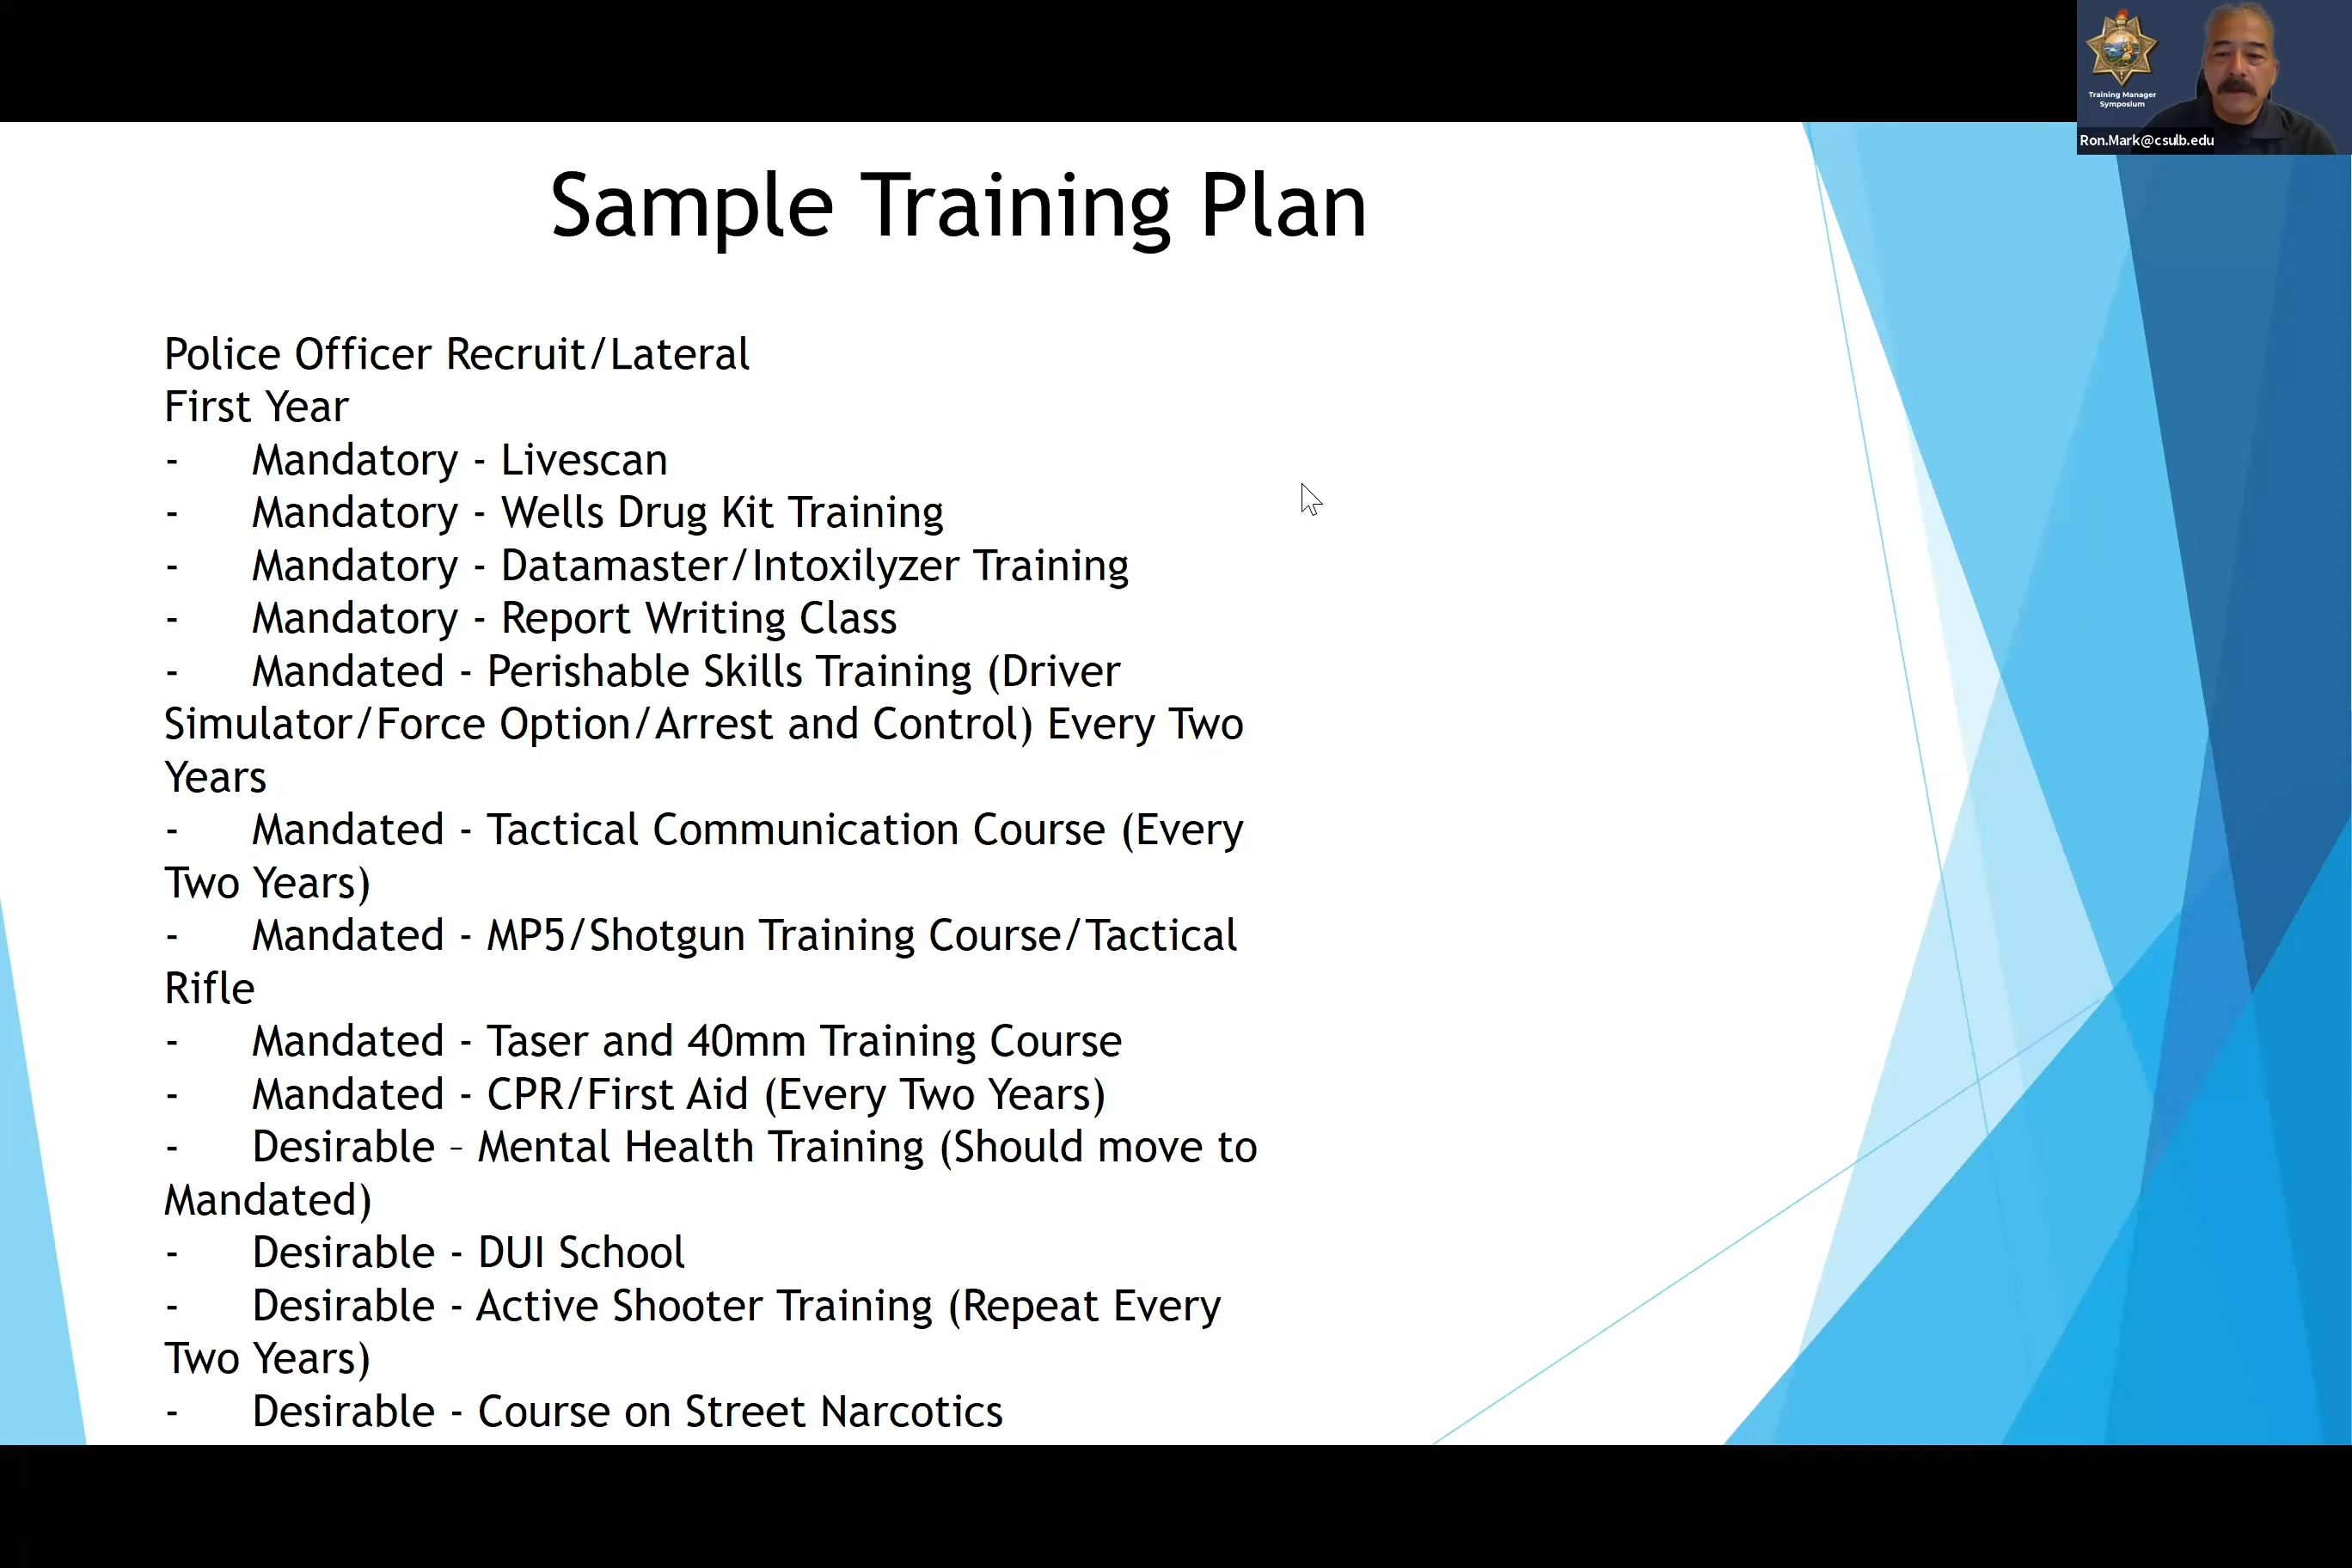 Training Manager
Symposium
Ron.Mark@csulb.edu
Sample Training Plan
Police Officer Recruit/Lateral
First Year
- Mandatory - Livescan
- Mandatory - Wells Drug Kit Training
- Mandatory - Datamaster/Intoxilyzer Training
- Mandatory - Report Writing Class
- Mandated - Perishable Skills Training (Driver
Simulator/Force Option/Arrest and Control) Every Two
Years
- Mandated - Tactical Communication Course (Every
Two Years)
- Mandated - MP5/Shotgun Training Course/Tactical
Rifle
- Mandated - Taser and 40mm Training Course
- Mandated - CPR/First Aid (Every Two Years)
- Desirable – Mental Health Training (Should move to
Mandated)
- Desirable - DUI School
- Desirable - Active Shooter Training (Repeat Every
Two Years)
- Desirable - Course on Street Narcotics